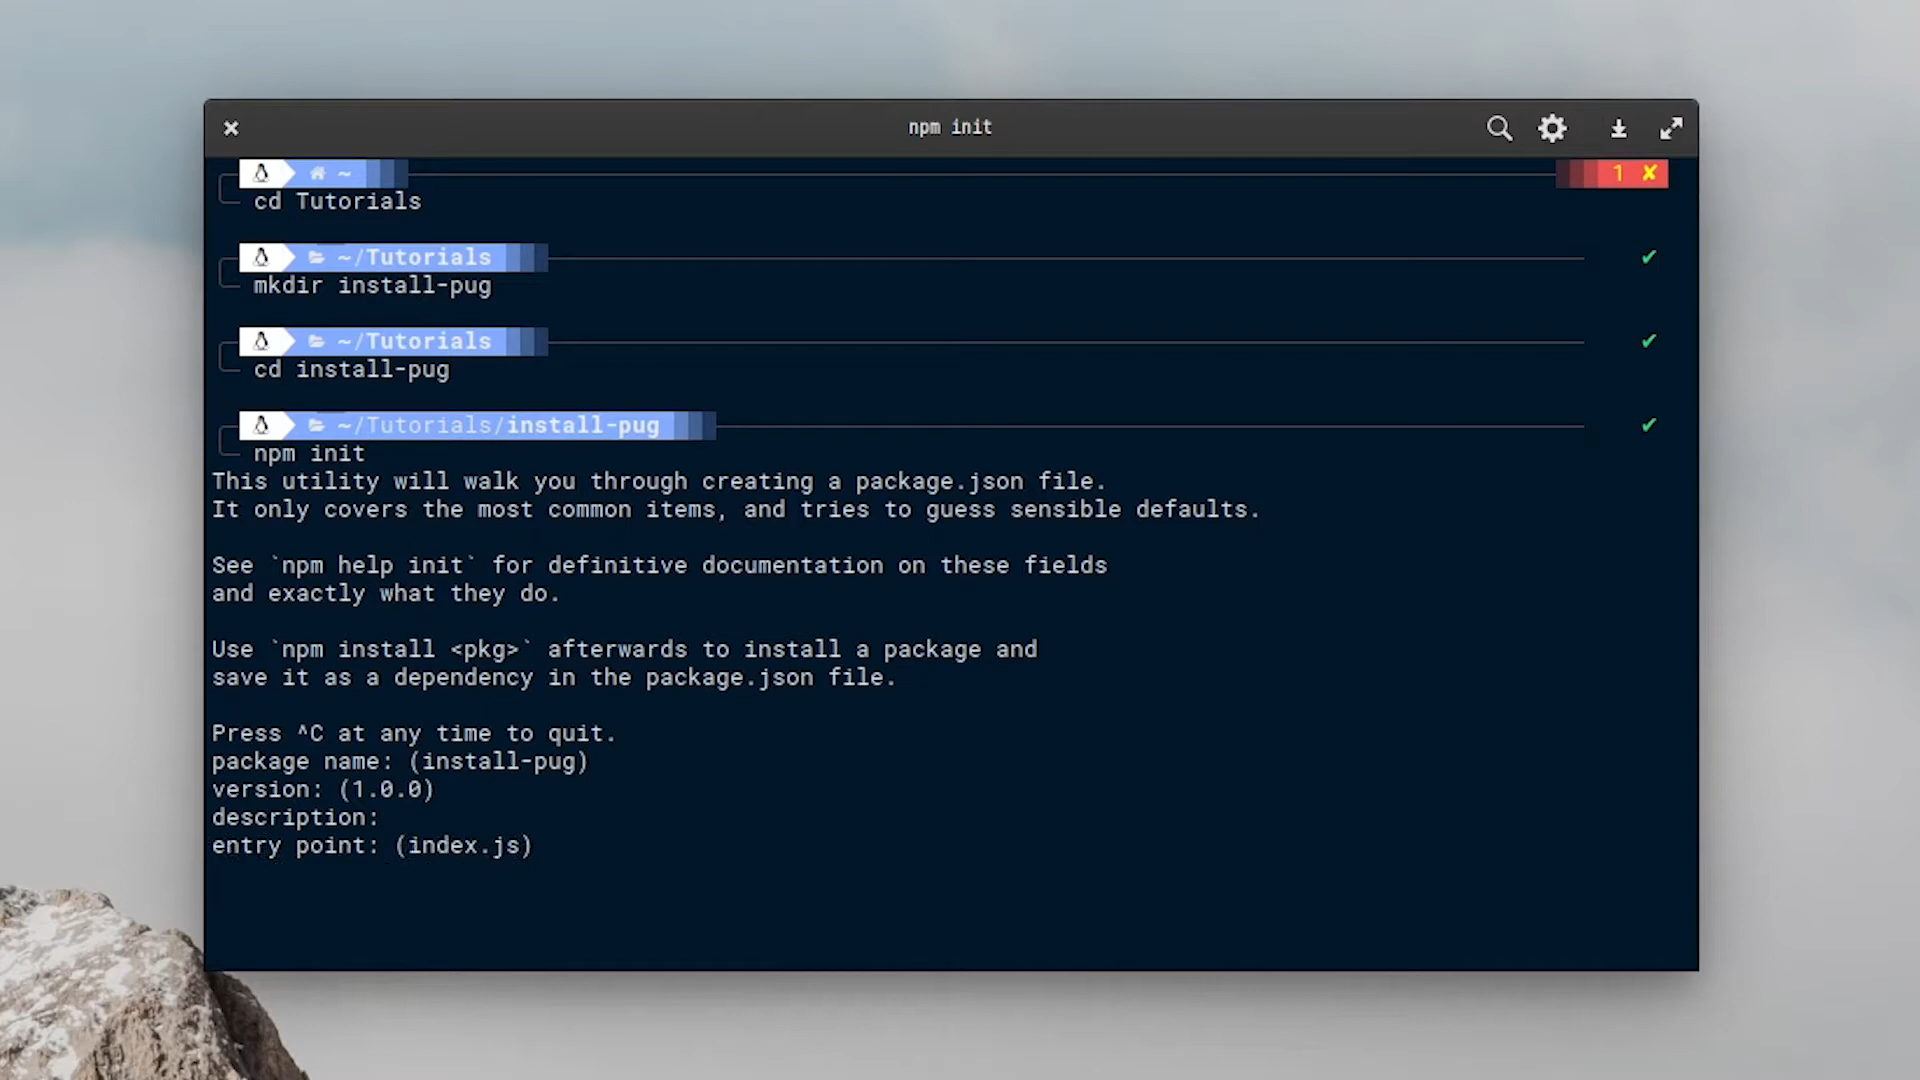 npm init
~ 1 ✘
cd Tutorials
~/Tutorials ✔
mkdir install-pug
~/Tutorials ✔
cd install-pug
~/Tutorials/install-pug ✔
npm init
This utility will walk you through creating a package.json file.
It only covers the most common items, and tries to guess sensible defaults.
See `npm help init` for definitive documentation on these fields
and exactly what they do.
Use `npm install <pkg>` afterwards to install a package and
save it as a dependency in the package.json file.
Press ^C at any time to quit.
package name: (install-pug)
version: (1.0.0)
description:
entry point: (index.js)